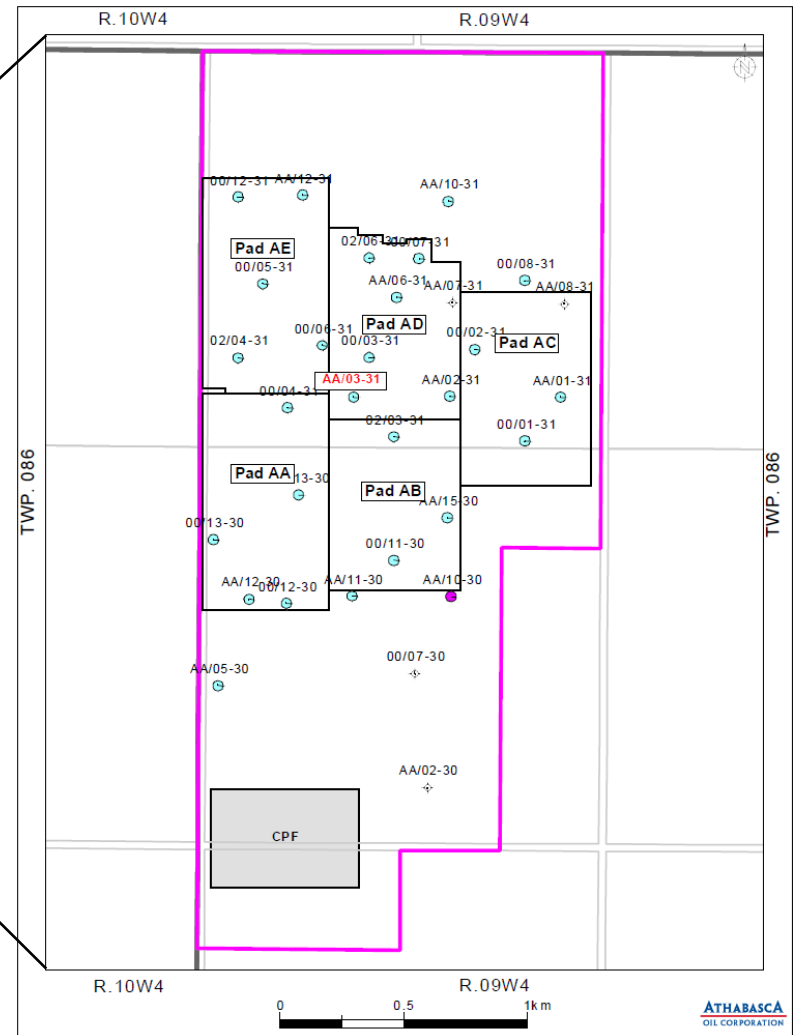 R.10W4
R.09W4
N
00/12-31
AA/12-31
AA/10-31
Pad AE
02/06-31
00/07-31
00/05-31
AA/06-31
AA/07-31
00/08-31
AA/08-31
02/04-31
00/06-31
00/03-31
Pad AD
00/02-31
Pad AC
AA/03-31
00/04-31
AA/02-31
AA/01-31
02/03-31
00/01-31
TWP. 086
TWP. 086
Pad AA
13-30
Pad AB
AA/15-30
00/13-30
00/11-30
AA/12-30
00/12-30
AA/11-30
AA/10-30
AA/05-30
00/07-30
AA/02-30
CPF
R.10W4
R.09W4
0
0.5
1km
ATHABASCA
OIL CORPORATION